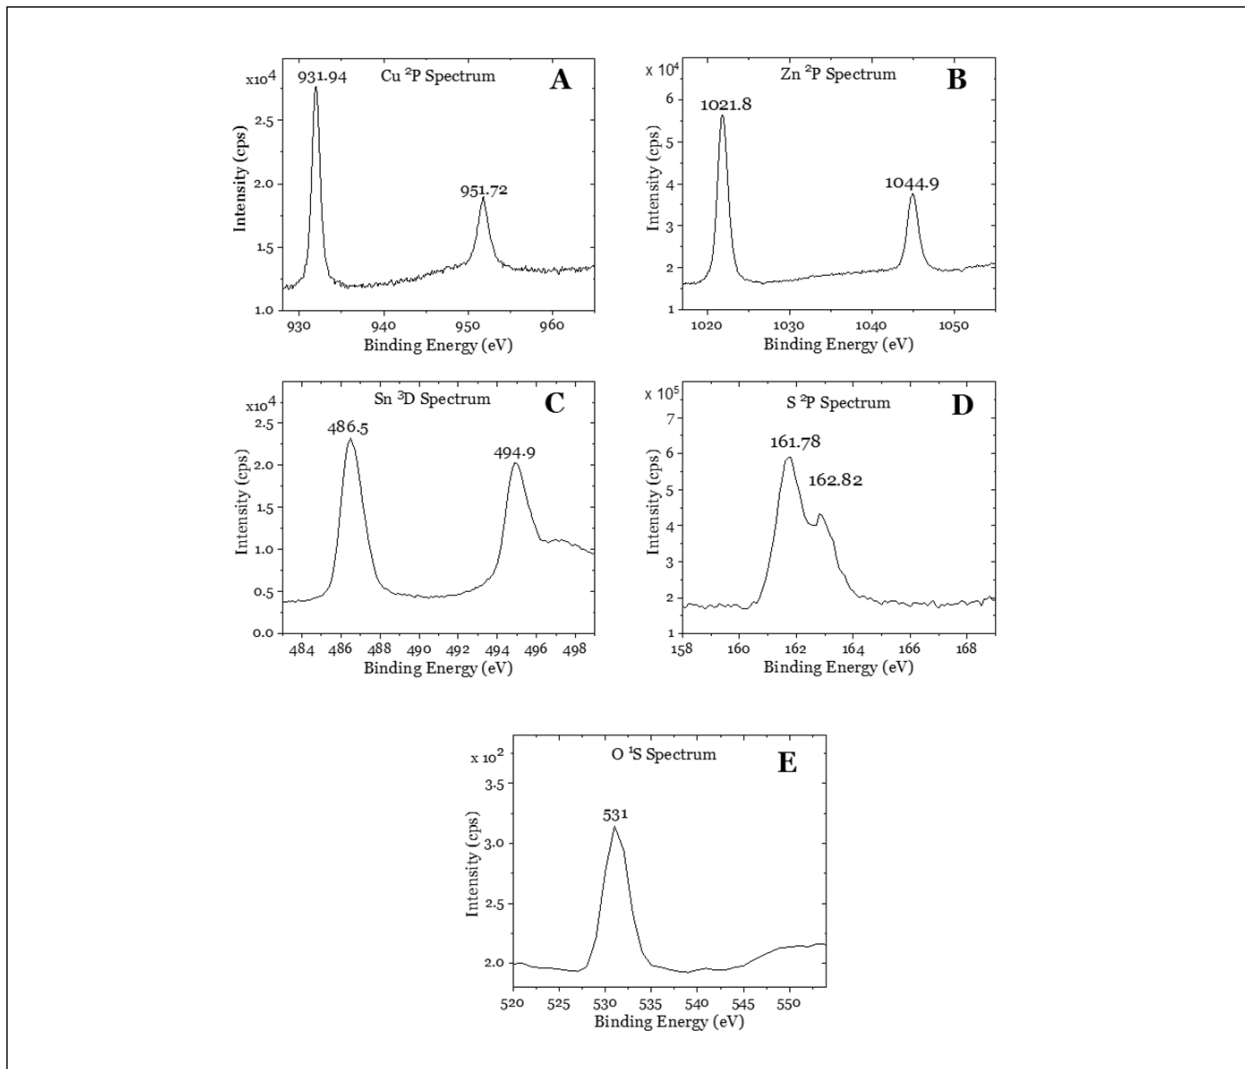 x10⁴
Cu ²P Spectrum
A
931.94
951.72
2.5
2.0
1.5
1.0
Intensity (cps)
930 940 950 960
Binding Energy (eV)
x 10⁴
Zn ²P Spectrum
B
1021.8
1044.9
6
5
4
3
2
1
Intensity (cps)
1020 1030 1040 1050
Binding Energy (eV)
x10⁴
Sn ³D Spectrum
C
486.5
494.9
2.5
2.0
1.5
1.0
0.5
0.0
Intensity (cps)
484 486 488 490 492 494 496 498
Binding Energy (eV)
x 10⁵
S ²P Spectrum
D
161.78
162.82
7
6
5
4
3
2
1
Intensity (cps)
158 160 162 164 166 168
Binding Energy (eV)
x 10²
O ¹S Spectrum
E
531
3.5
3.0
2.5
2.0
Intensity (cps)
520 525 530 535 540 545 550
Binding Energy (eV)